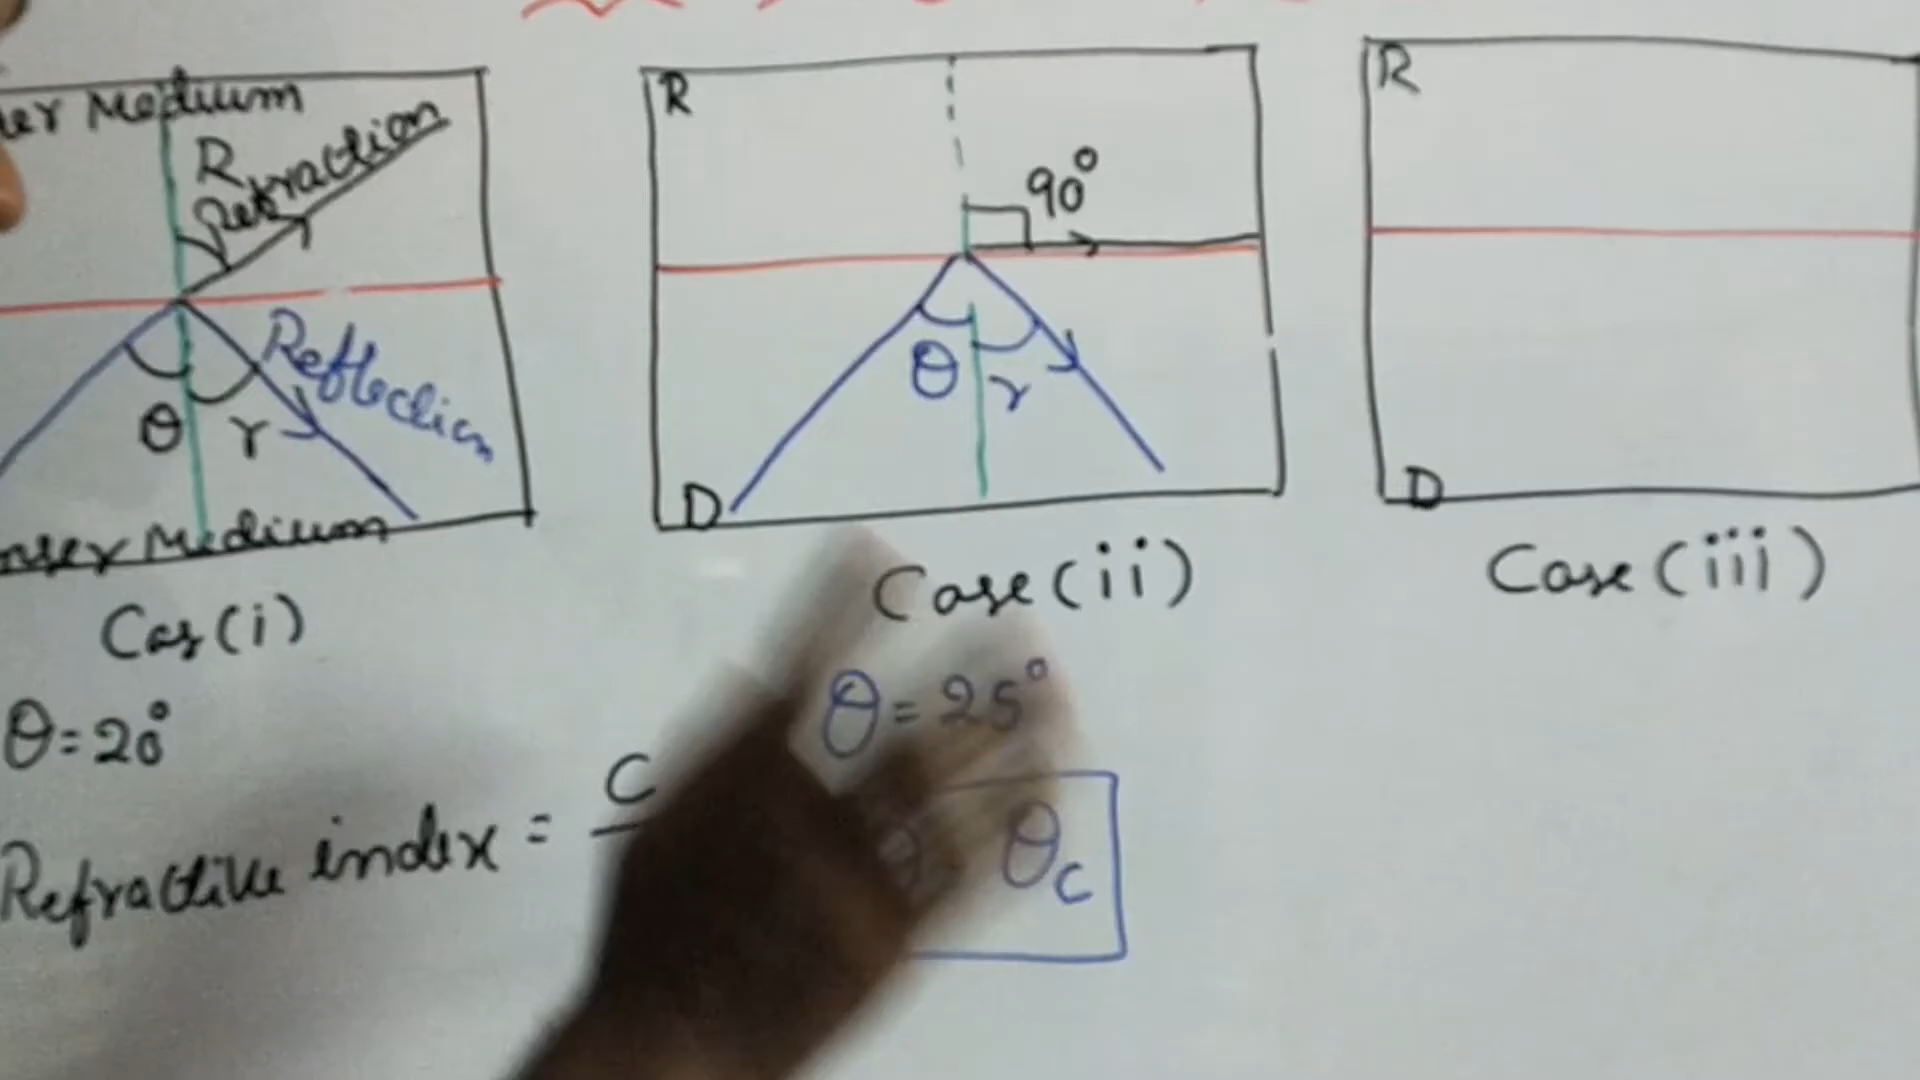 R
R
R
Refraction
90°
Reflection
θ
r
θ
r
D
D
Medium
Medium
Cas(i)
Case(ii)
Case(iii)
θ=20°
θ=25°
Refractive index = C
θc